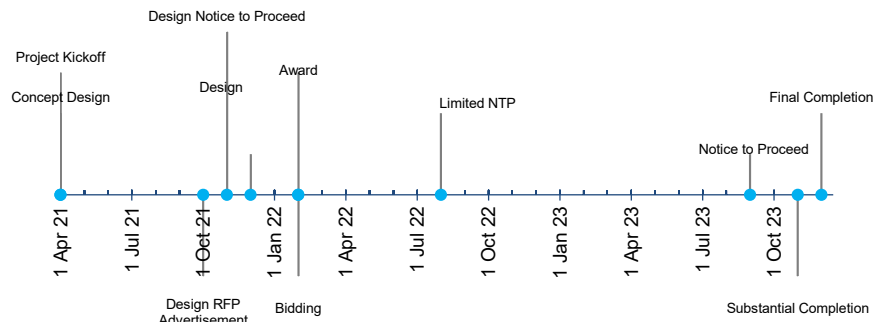 Design Notice to Proceed
Project Kickoff
Award
Concept Design
Design
Limited NTP
Final Completion
Notice to Proceed
1 Apr 21
1 Jul 21
1 Oct 21
1 Jan 22
1 Apr 22
1 Jul 22
1 Oct 22
1 Jan 23
1 Apr 23
1 Jul 23
1 Oct 23
Design RFP
Advertisement
Bidding
Substantial Completion